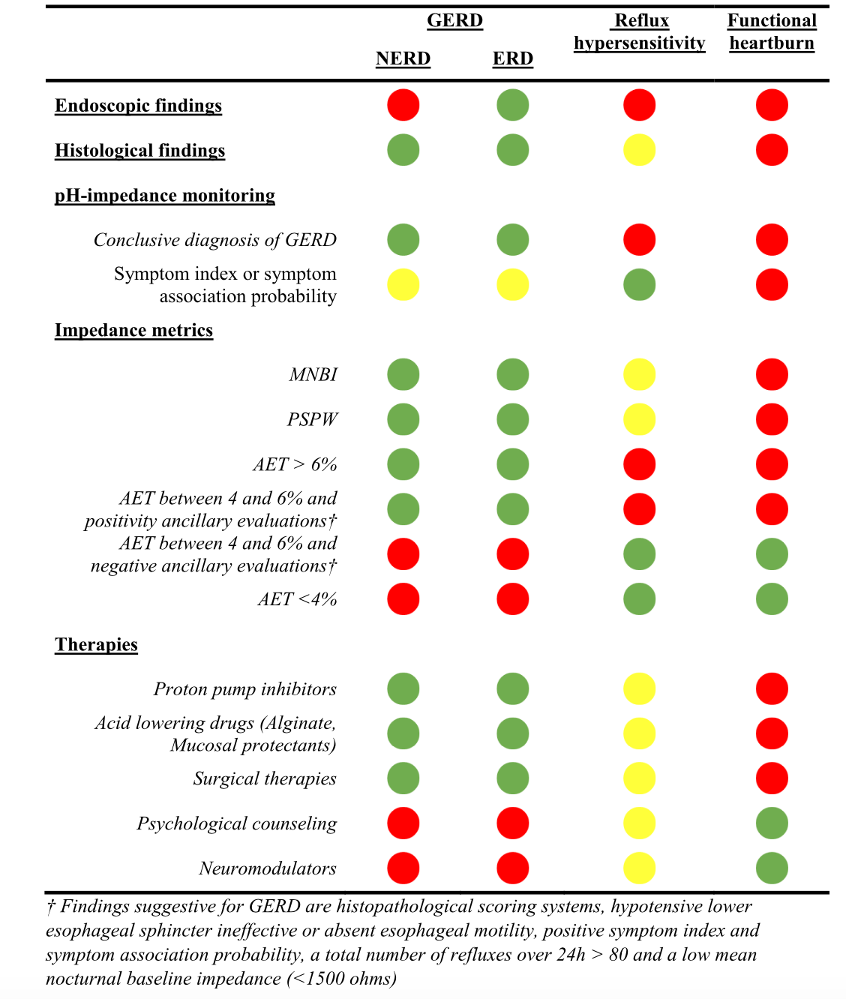 GERD
Reflux
hypersensitivity
Functional
heartburn
NERD
ERD
Endoscopic findings
Histological findings
pH-impedance monitoring
Conclusive diagnosis of GERD
Symptom index or symptom
association probability
Impedance metrics
MNBI
PSPW
AET > 6%
AET between 4 and 6% and
positivity ancillary evaluations†
AET between 4 and 6% and
negative ancillary evaluations†
AET <4%
Therapies
Proton pump inhibitors
Acid lowering drugs (Alginate,
Mucosal protectants)
Surgical therapies
Psychological counseling
Neuromodulators
† Findings suggestive for GERD are histopathological scoring systems, hypotensive lower
esophageal sphincter ineffective or absent esophageal motility, positive symptom index and
symptom association probability, a total number of refluxes over 24h > 80 and a low mean
nocturnal baseline impedance (<1500 ohms)